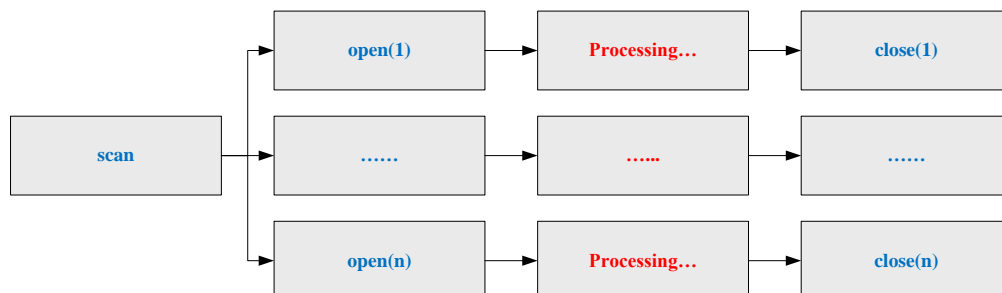 open(1)
Processing…
close(1)
scan
……
…...
……
open(n)
Processing…
close(n)